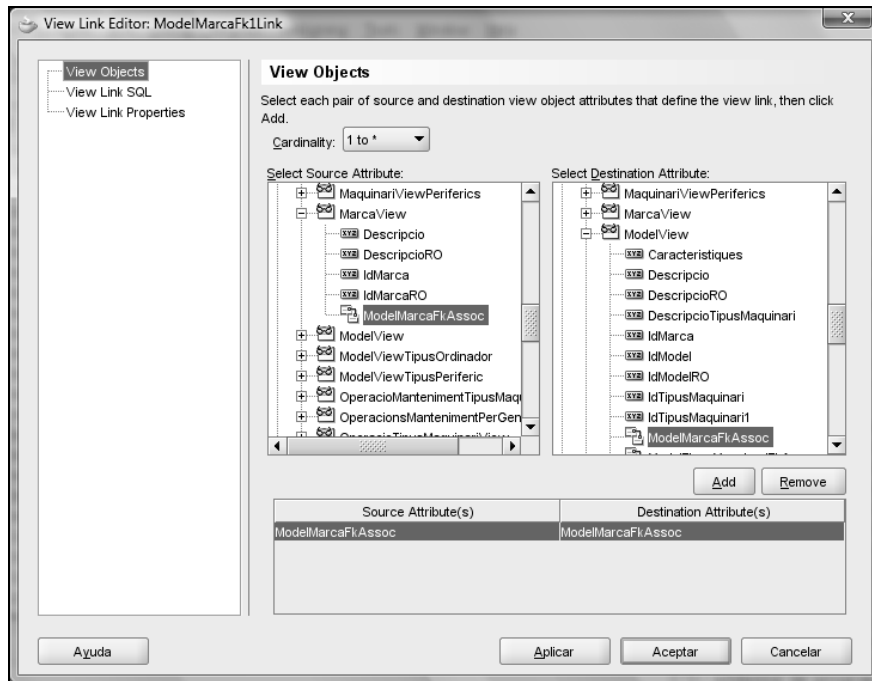 View Link Editor: ModelMarcaFk1Link
View Objects
View Link SQL
View Link Properties
View Objects
Select each pair of source and destination view object attributes that define the view link, then click
Add.
Cardinality: 1 to *
Select Source Attribute:
MaquinariViewPeriferics
MarcaView
Descripcio
DescripcioRO
IdMarca
IdMarcaRO
ModelMarcaFkAssoc
ModelView
ModelViewTipusOrdinador
ModelViewTipusPeriferic
OperacioMantenimentTipusMaqu
OperacionsMantenimentPerGen
Select Destination Attribute:
MaquinariViewPeriferics
MarcaView
ModelView
Caracteristiques
Descripcio
DescripcioRO
DescripcioTipusMaquinari
IdMarca
IdModel
IdModelRO
IdTipusMaquinari
IdTipusMaquinari1
ModelMarcaFkAssoc
Add Remove
Source Attribute(s) Destination Attribute(s)
ModelMarcaFkAssoc ModelMarcaFkAssoc
Ayuda Aplicar Aceptar Cancelar